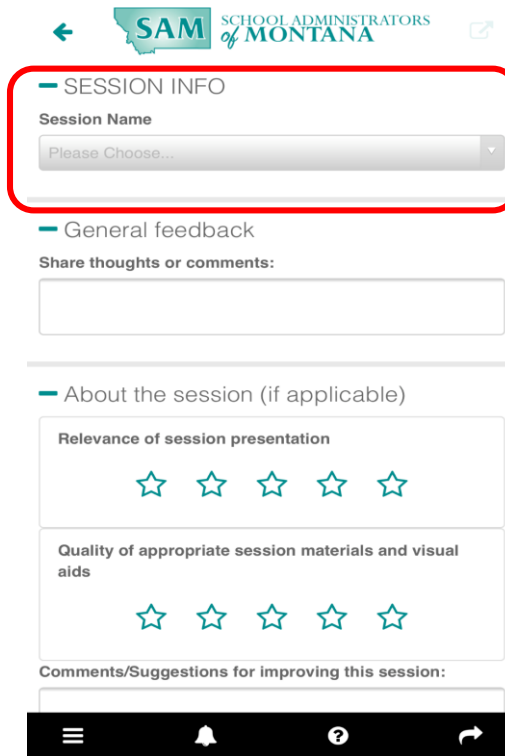 SAM SCHOOL ADMINISTRATORS
of MONTANA
SESSION INFO
Session Name
Please Choose...
General feedback
Share thoughts or comments:
About the session (if applicable)
Relevance of session presentation
Quality of appropriate session materials and visual
aids
Comments/Suggestions for improving this session: